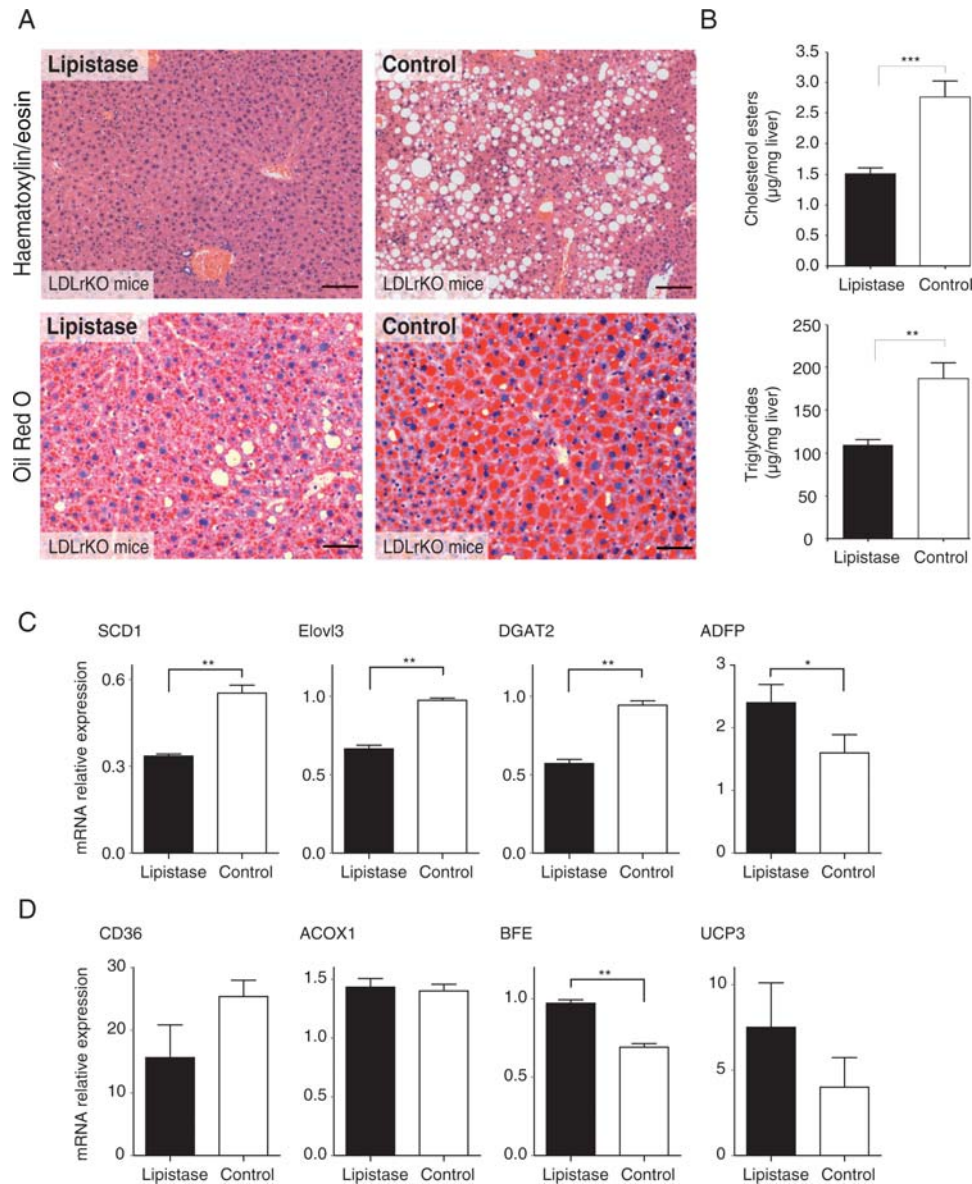 A
Lipistase
Control
Haematoxylin/eosin
LDLrKO mice
LDLrKO mice
Lipistase
Control
Oil Red O
LDLrKO mice
LDLrKO mice
B
3.5
3.0
2.5
2.0
1.5
1.0
0.5
0.0
Cholesterol esters
(µg/mg liver)
***
Lipistase Control
250
200
150
100
50
0
Triglycerides
(µg/mg liver)
**
Lipistase Control
C
mRNA relative expression
SCD1
0.6
0.3
0.0
**
Lipistase Control
Elovl3
1.0
0.5
0.0
**
Lipistase Control
DGAT2
1.0
0.5
0.0
**
Lipistase Control
ADFP
3
2
1
0
*
Lipistase Control
D
mRNA relative expression
CD36
30
20
10
0
Lipistase Control
ACOX1
1.5
1.0
0.5
0.0
Lipistase Control
BFE
1.0
0.5
0.0
**
Lipistase Control
UCP3
10
5
0
Lipistase Control